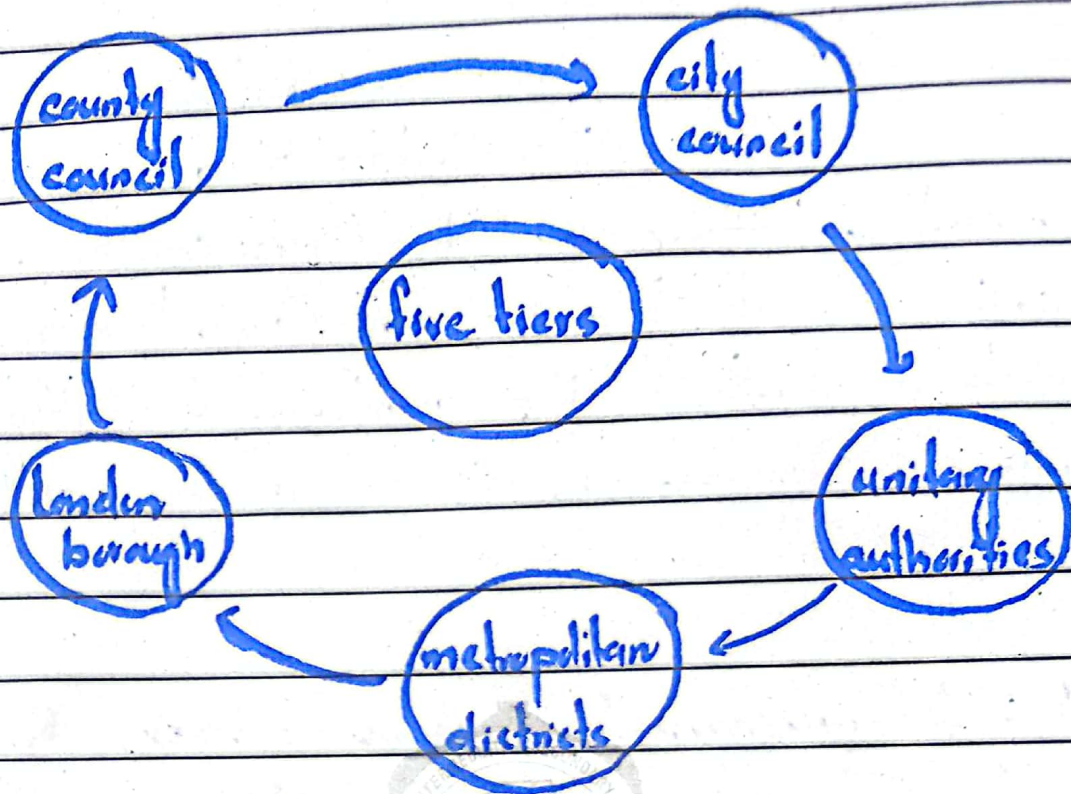 county
council
city
council
five tiers
london
borough
unitary
authorities
metropolitan
districts